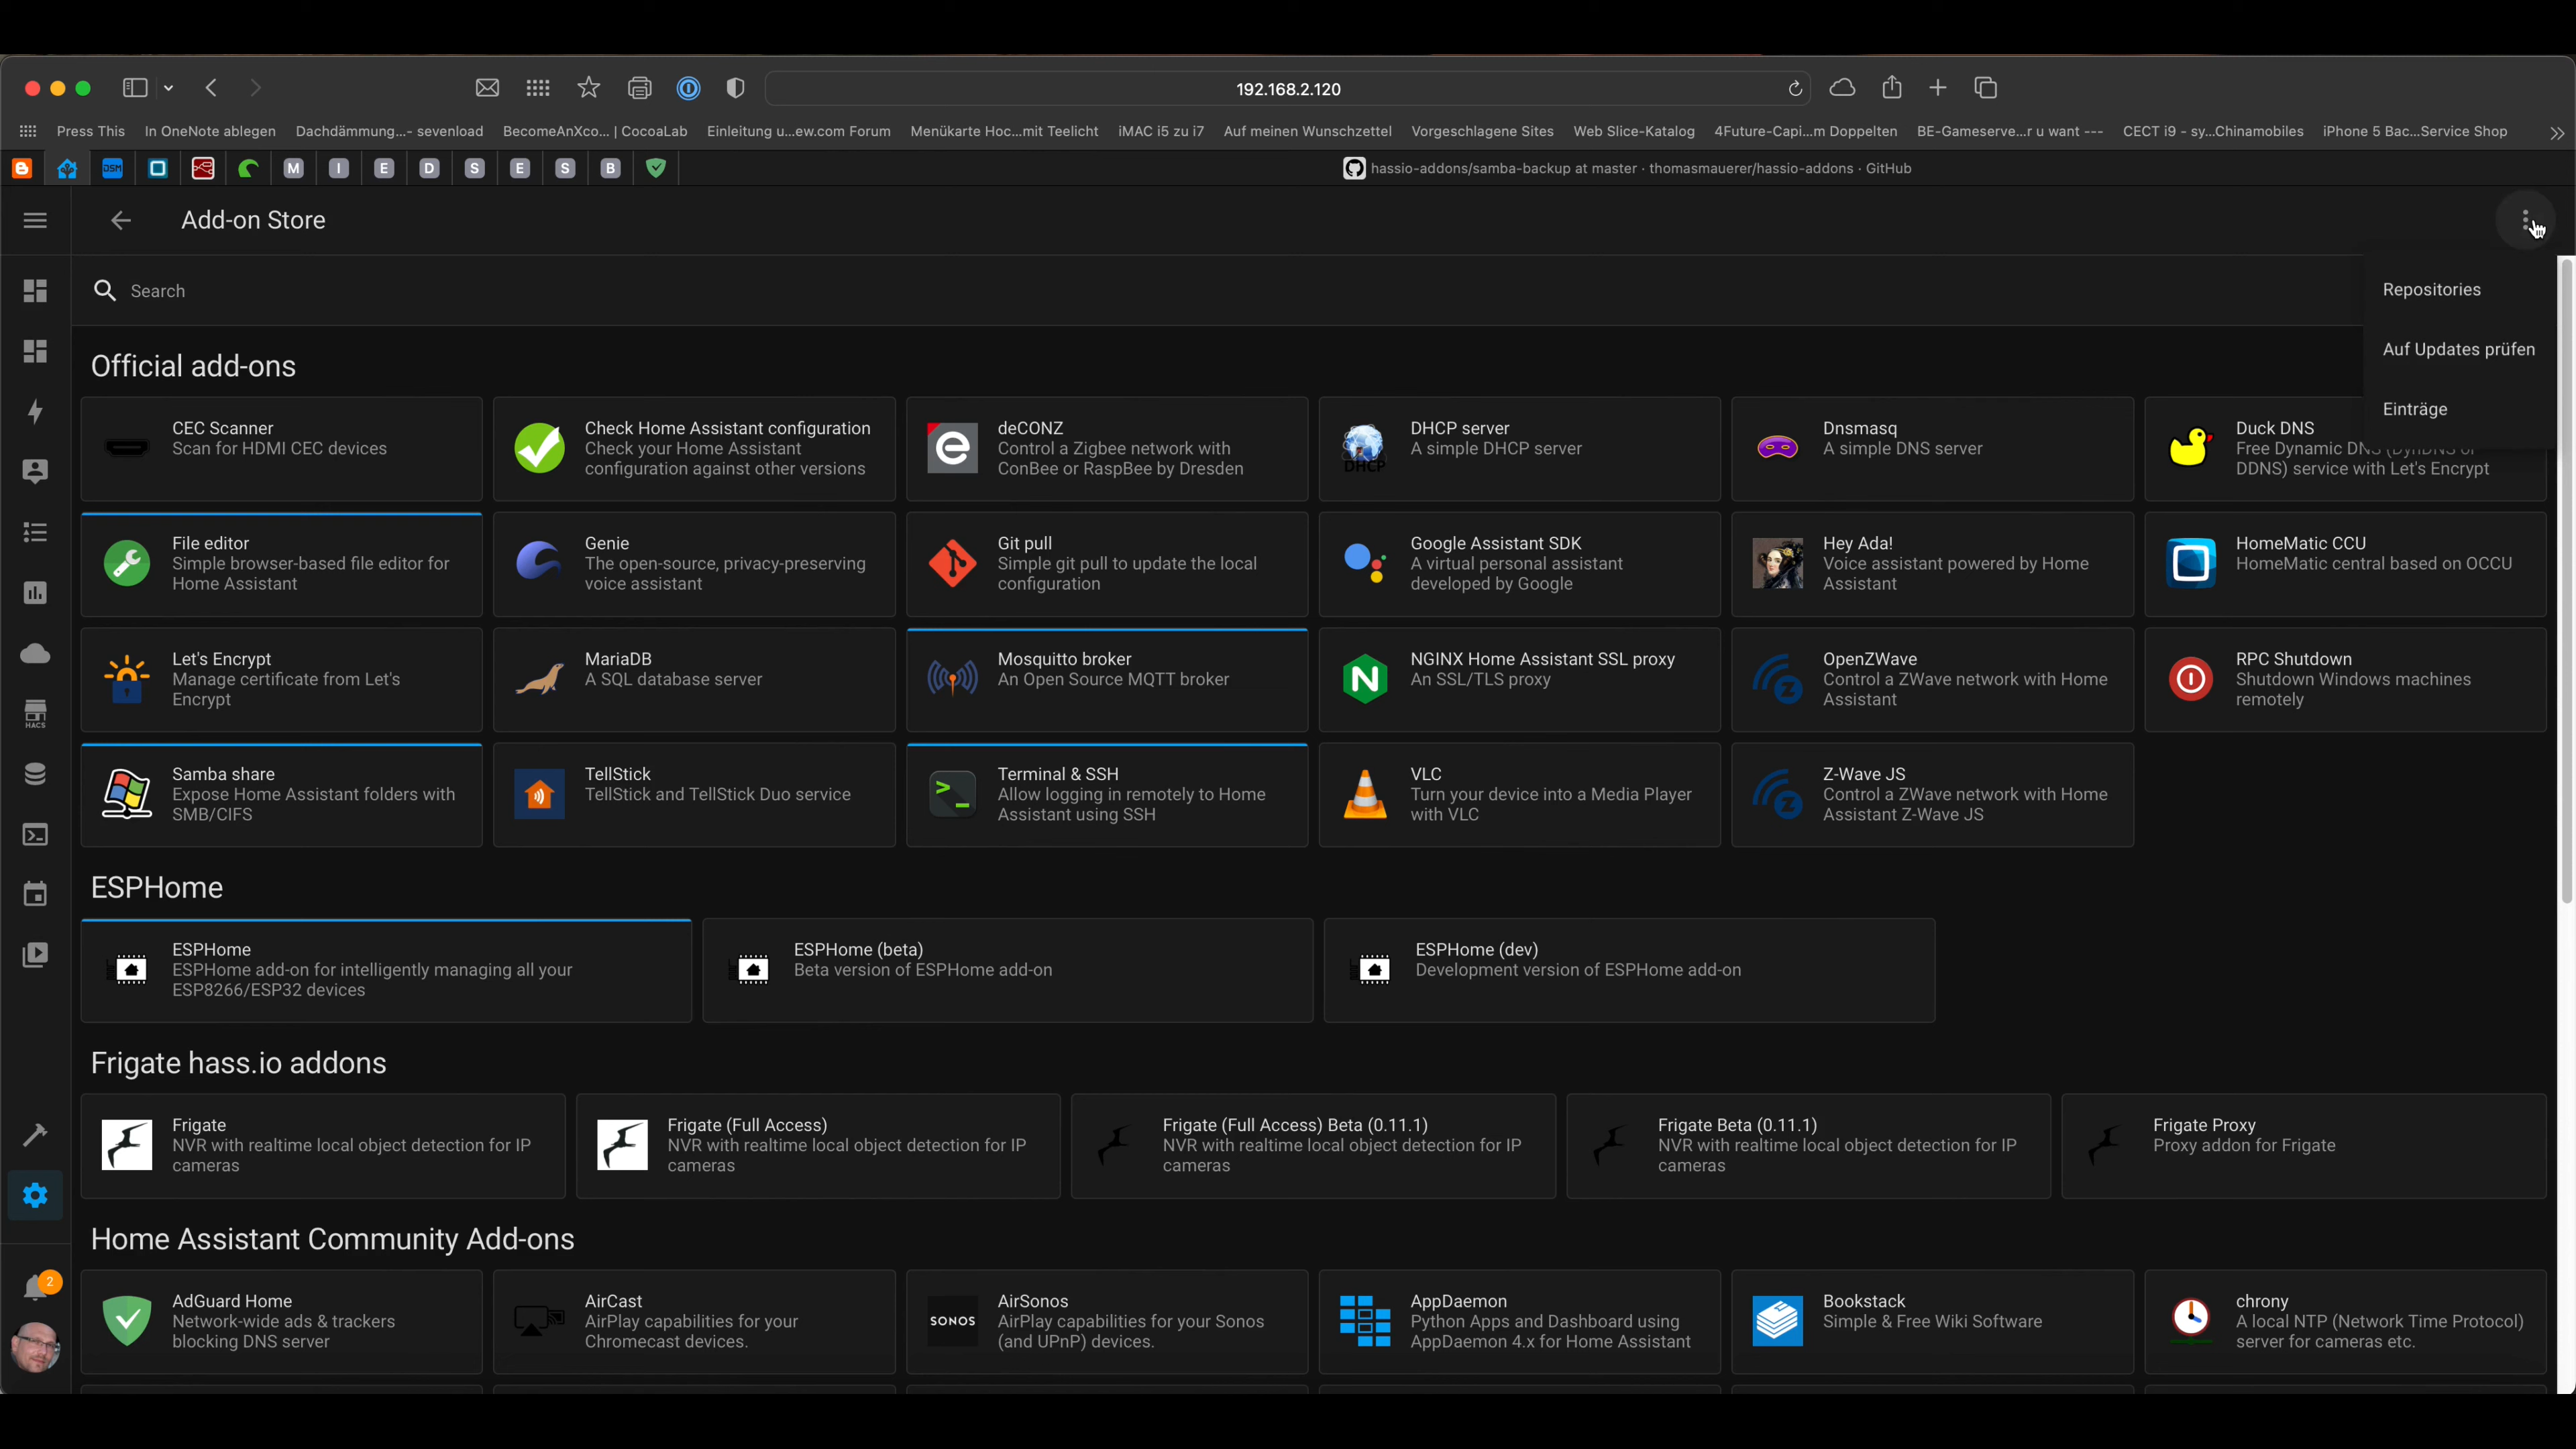 192.168.2.120
Press This In OneNote ablegen Dachdämmung...- sevenload BecomeAnXco... | CocoaLab Einleitung u...ew.com Forum Menükarte Hoc...mit Teelicht iMAC i5 zu i7 Auf meinen Wunschzettel Vorgeschlagene Sites Web Slice-Katalog 4Future-Capi...m Doppelten BE-Gameserve...r u want --- CECT i9 - sy...Chinamobiles iPhone 5 Bac...Service Shop
DSM M I E D S E S B hassio-addons/samba-backup at master · thomasmauerer/hassio-addons · GitHub
Add-on Store
Search
Repositories
Auf Updates prüfen
Einträge
Official add-ons
CEC Scanner
Scan for HDMI CEC devices
Check Home Assistant configuration
Check your Home Assistant
configuration against other versions
deCONZ
Control a Zigbee network with
ConBee or RaspBee by Dresden
DHCP
DHCP server
A simple DHCP server
Dnsmasq
A simple DNS server
Duck DNS
Free Dynamic DNS (DynDNS or
DDNS) service with Let's Encrypt
File editor
Simple browser-based file editor for
Home Assistant
Genie
The open-source, privacy-preserving
voice assistant
Git pull
Simple git pull to update the local
configuration
Google Assistant SDK
A virtual personal assistant
developed by Google
Hey Ada!
Voice assistant powered by Home
Assistant
HomeMatic CCU
HomeMatic central based on OCCU
Let's Encrypt
Manage certificate from Let's
Encrypt
MariaDB
A SQL database server
Mosquitto broker
An Open Source MQTT broker
N
NGINX Home Assistant SSL proxy
An SSL/TLS proxy
OpenZWave
Control a ZWave network with Home
Assistant
RPC Shutdown
Shutdown Windows machines
remotely
HACS
Samba share
Expose Home Assistant folders with
SMB/CIFS
TellStick
TellStick and TellStick Duo service
Terminal & SSH
Allow logging in remotely to Home
Assistant using SSH
VLC
Turn your device into a Media Player
with VLC
Z-Wave JS
Control a ZWave network with Home
Assistant Z-Wave JS
ESPHome
ESPHome
ESPHome add-on for intelligently managing all your
ESP8266/ESP32 devices
ESPHome (beta)
Beta version of ESPHome add-on
ESPHome (dev)
Development version of ESPHome add-on
Frigate hass.io addons
Frigate
NVR with realtime local object detection for IP
cameras
Frigate (Full Access)
NVR with realtime local object detection for IP
cameras
Frigate (Full Access) Beta (0.11.1)
NVR with realtime local object detection for IP
cameras
Frigate Beta (0.11.1)
NVR with realtime local object detection for IP
cameras
Frigate Proxy
Proxy addon for Frigate
Home Assistant Community Add-ons
2
AdGuard Home
Network-wide ads & trackers
blocking DNS server
AirCast
AirPlay capabilities for your
Chromecast devices.
SONOS
AirSonos
AirPlay capabilities for your Sonos
(and UPnP) devices.
AppDaemon
Python Apps and Dashboard using
AppDaemon 4.x for Home Assistant
Bookstack
Simple & Free Wiki Software
chrony
A local NTP (Network Time Protocol)
server for cameras etc.